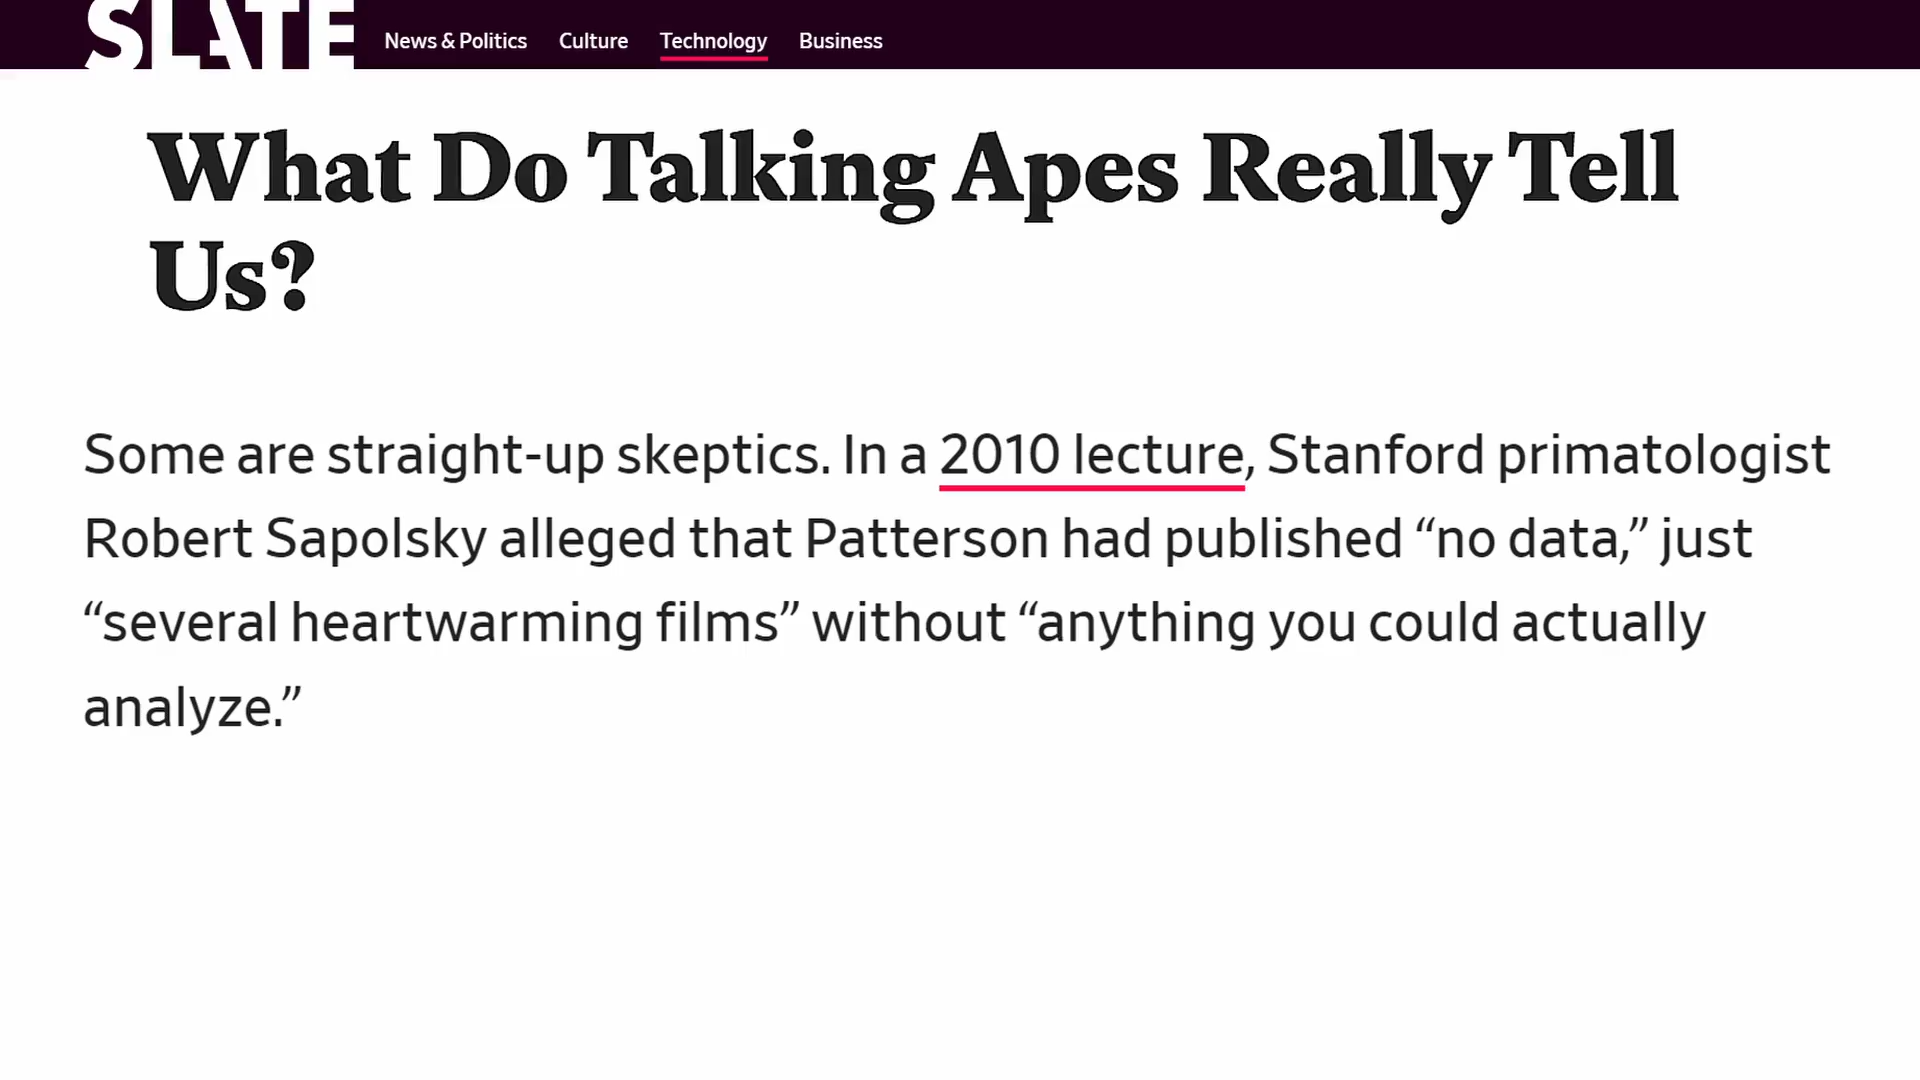 SLATE News & Politics Culture Technology Business
What Do Talking Apes Really Tell
Us?
Some are straight-up skeptics. In a 2010 lecture, Stanford primatologist
Robert Sapolsky alleged that Patterson had published “no data,” just
“several heartwarming films” without “anything you could actually
analyze.”